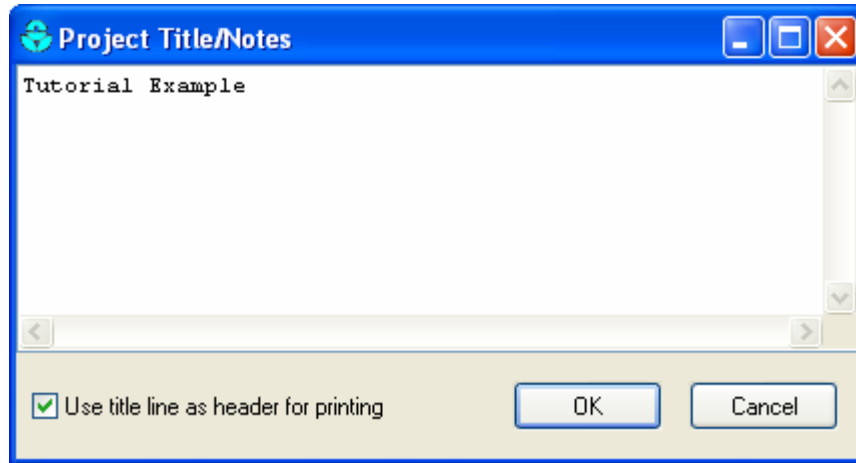 Project Title/Notes
Tutorial Example
Use title line as header for printing
OK
Cancel